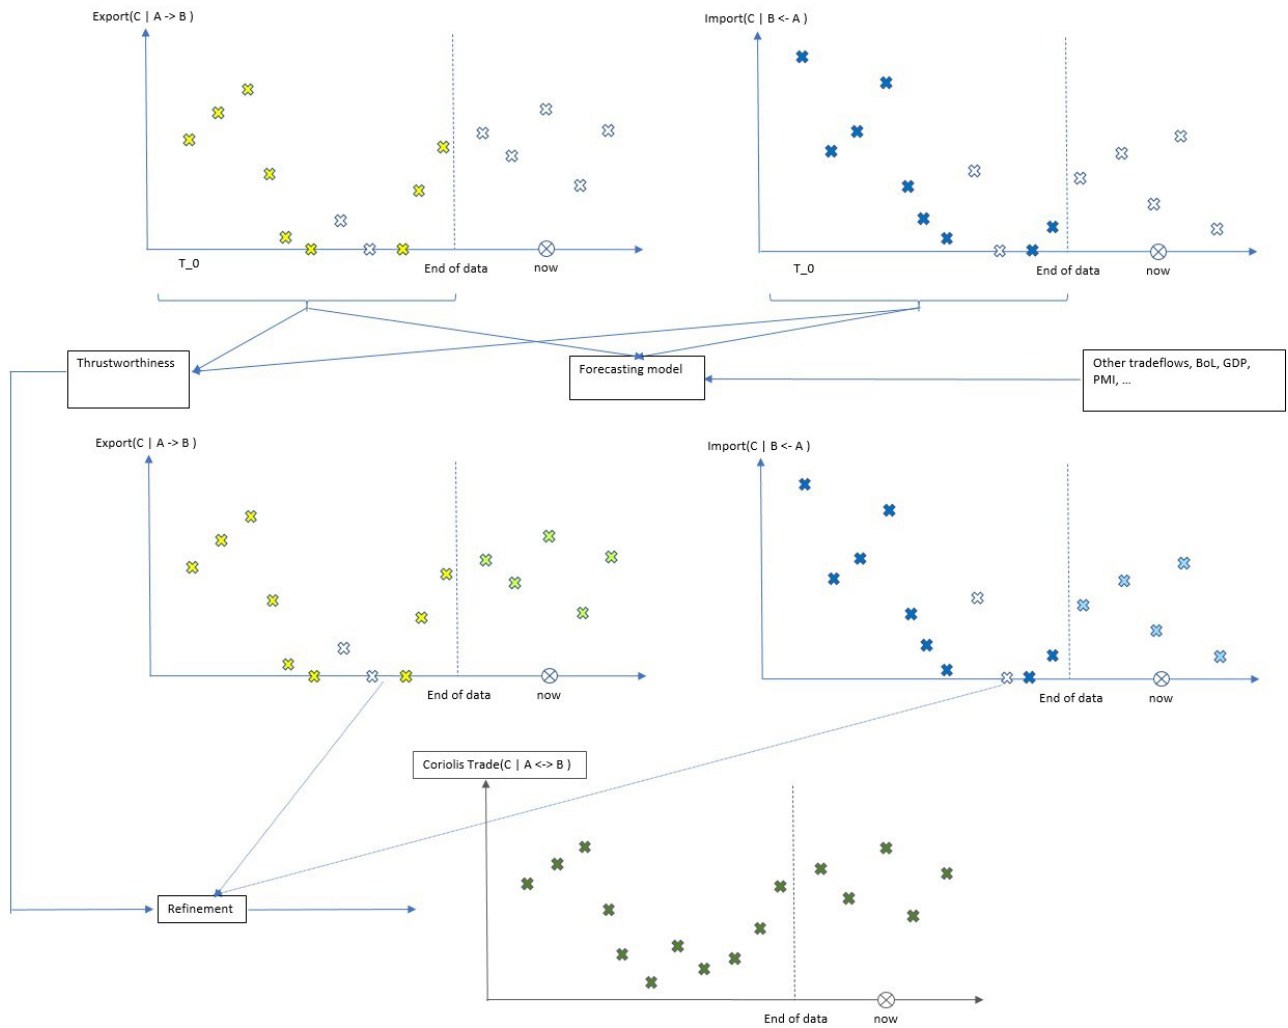 Export(C | A -> B )
Import(C | B <- A )
T_0
End of data
now
T_0
End of data
now
Thrustworthiness
Forecasting model
Other tradeflows, BoL, GDP,
PMI, ...
Export(C | A -> B )
Import(C | B <- A )
End of data
now
End of data
now
Coriolis Trade(C | A <-> B )
Refinement
End of data
now